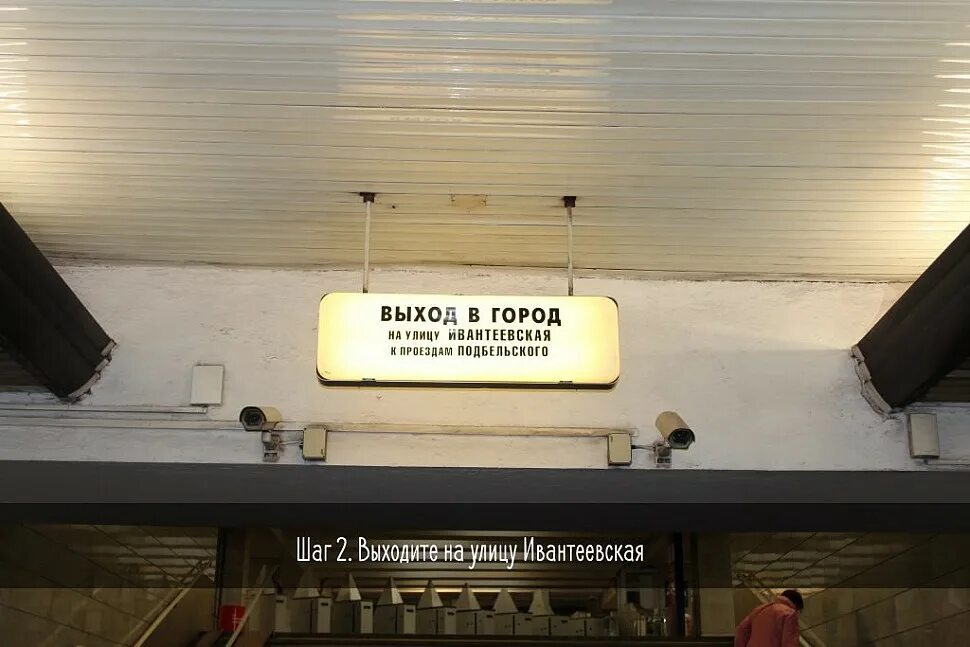 ВЫХОД В ГОРОД
НА УЛИЦУ ИВАНТЕЕВСКАЯ
К ПРОЕЗДАМ ПОДБЕЛЬСКОГО
Шаг 2. Выходите на улицу Ивантеевская